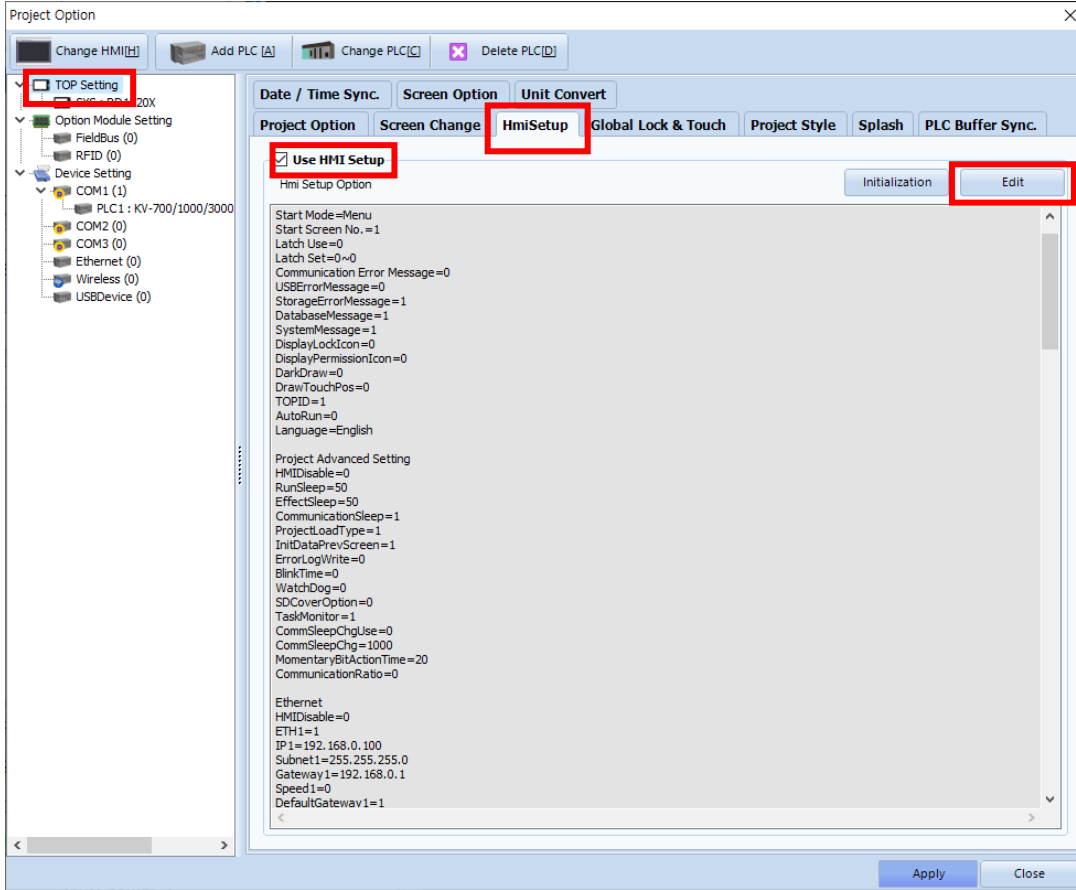 Project Option
Change HMI[H]
Add PLC [A]
Change PLC[C]
Delete PLC[D]
TOP Setting
20X
Option Module Setting
FieldBus (0)
RFID (0)
Device Setting
COM1 (1)
PLC1 : KV-700/1000/3000
COM2 (0)
COM3 (0)
Ethernet (0)
Wireless (0)
USBDevice (0)
Date / Time Sync.
Screen Option
Unit Convert
Project Option
Screen Change
HmiSetup
Global Lock & Touch
Project Style
Splash
PLC Buffer Sync.
Use HMI Setup
Hmi Setup Option
Initialization
Edit
Start Mode=Menu
Start Screen No.=1
Latch Use=0
Latch Set=0~0
Communication Error Message=0
USBErrorMessage=0
StorageErrorMessage=1
DatabaseMessage=1
SystemMessage=1
DisplayLockIcon=0
DisplayPermissionIcon=0
DarkDraw=0
DrawTouchPos=0
TOPID=1
AutoRun=0
Language=English
Project Advanced Setting
HMIDisable=0
RunSleep=50
EffectSleep=50
CommunicationSleep=1
ProjectLoadType=1
InitDataPrevScreen=1
ErrorLogWrite=0
BlinkTime=0
WatchDog=0
SDCoverOption=0
TaskMonitor=1
CommSleepChgUse=0
CommSleepChg=1000
MomentaryBitActionTime=20
CommunicationRatio=0
Ethernet
HMIDisable=0
ETH1=1
IP1=192.168.0.100
Subnet1=255.255.255.0
Gateway1=192.168.0.1
Speed1=0
DefaultGateway1=1
Apply
Close